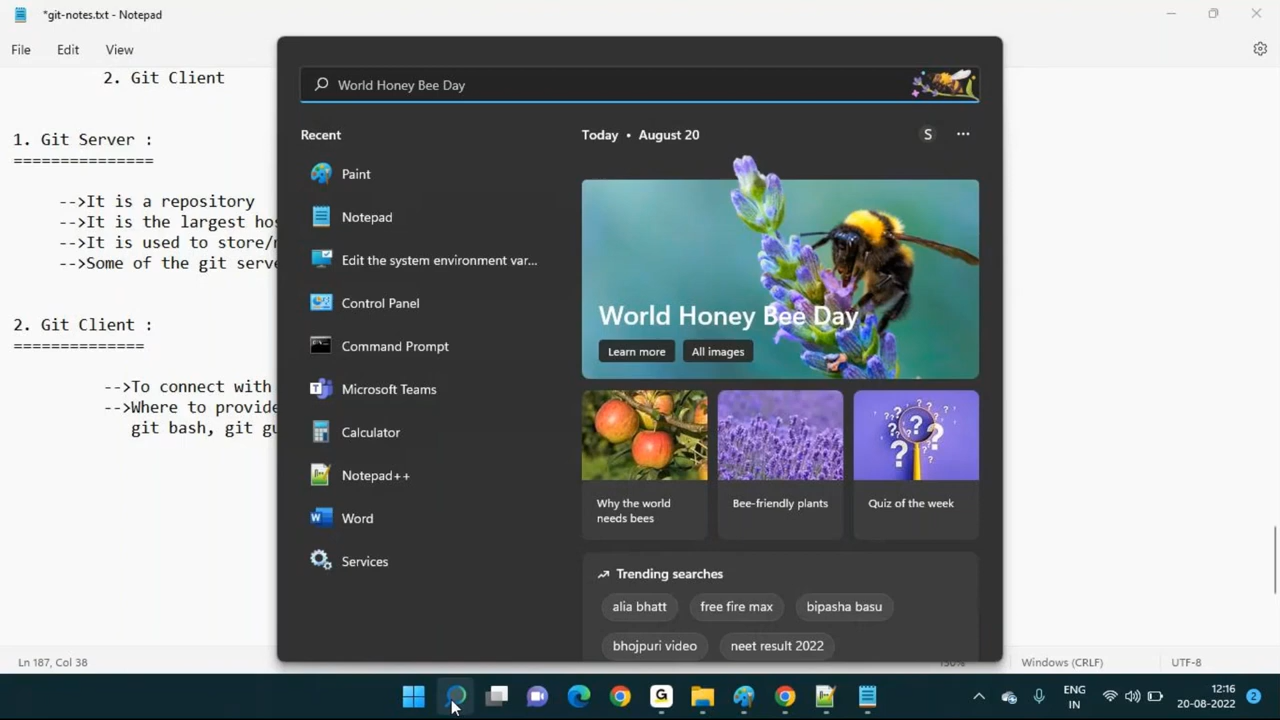 *git-notes.txt - Notepad
File Edit View
2. Git Client
1. Git Server :
===============
-->It is a repository
-->It is the largest hos
-->It is used to store/
-->Some of the git serve
2. Git Client :
==============
-->To connect with
-->Where to provide
git bash, git gu
World Honey Bee Day
Recent
Paint
Notepad
Edit the system environment var...
Control Panel
Command Prompt
Microsoft Teams
Calculator
Notepad++
Word
Services
Today • August 20
S
World Honey Bee Day
Learn more
All images
Why the world
needs bees
Bee-friendly plants
Quiz of the week
Trending searches
alia bhatt
free fire max
bipasha basu
bhojpuri video
neet result 2022
Ln 187, Col 38
150%
Windows (CRLF)
UTF-8
ENG
IN
12:16
20-08-2022
2